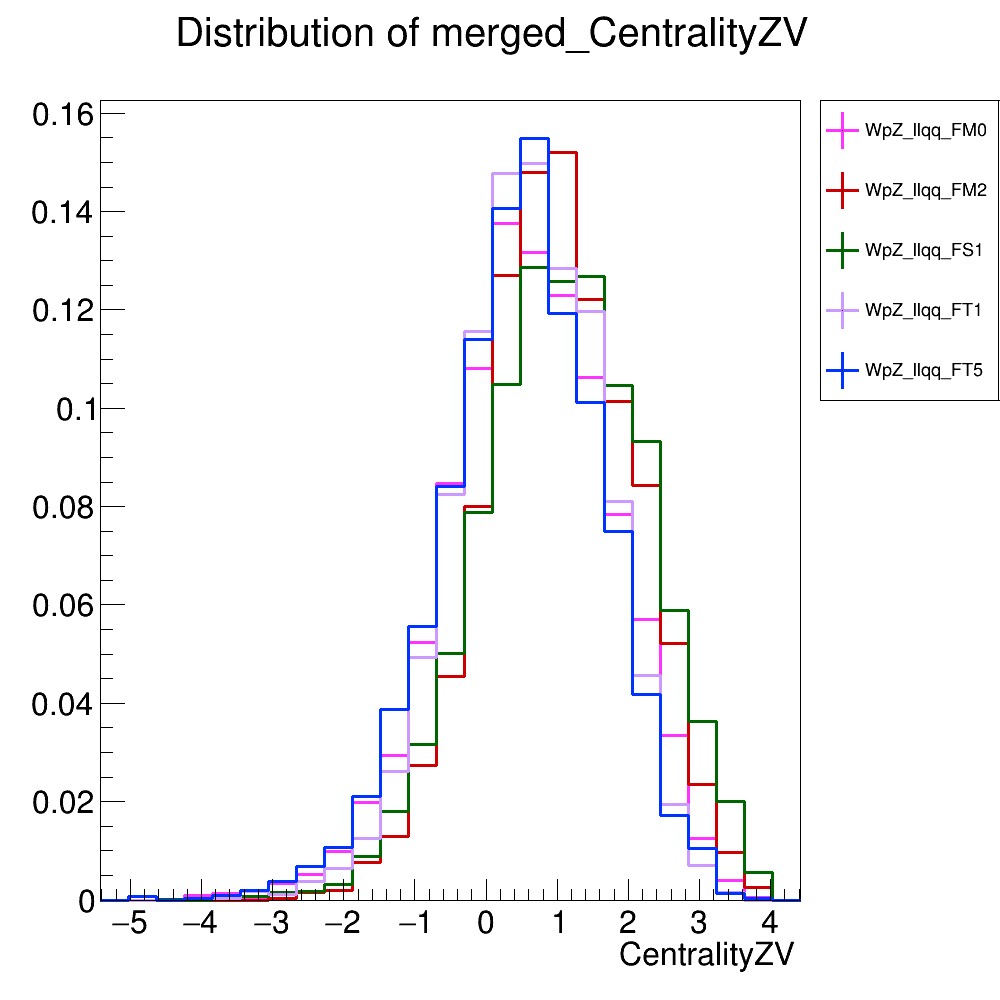 Distribution of merged_CentralityZV
0.16
0.14
0.12
0.1
0.08
0.06
0.04
0.02
0
−5 −4 −3 −2 −1 0 1 2 3 4
CentralityZV
WpZ_llqq_FM0
WpZ_llqq_FM2
WpZ_llqq_FS1
WpZ_llqq_FT1
WpZ_llqq_FT5